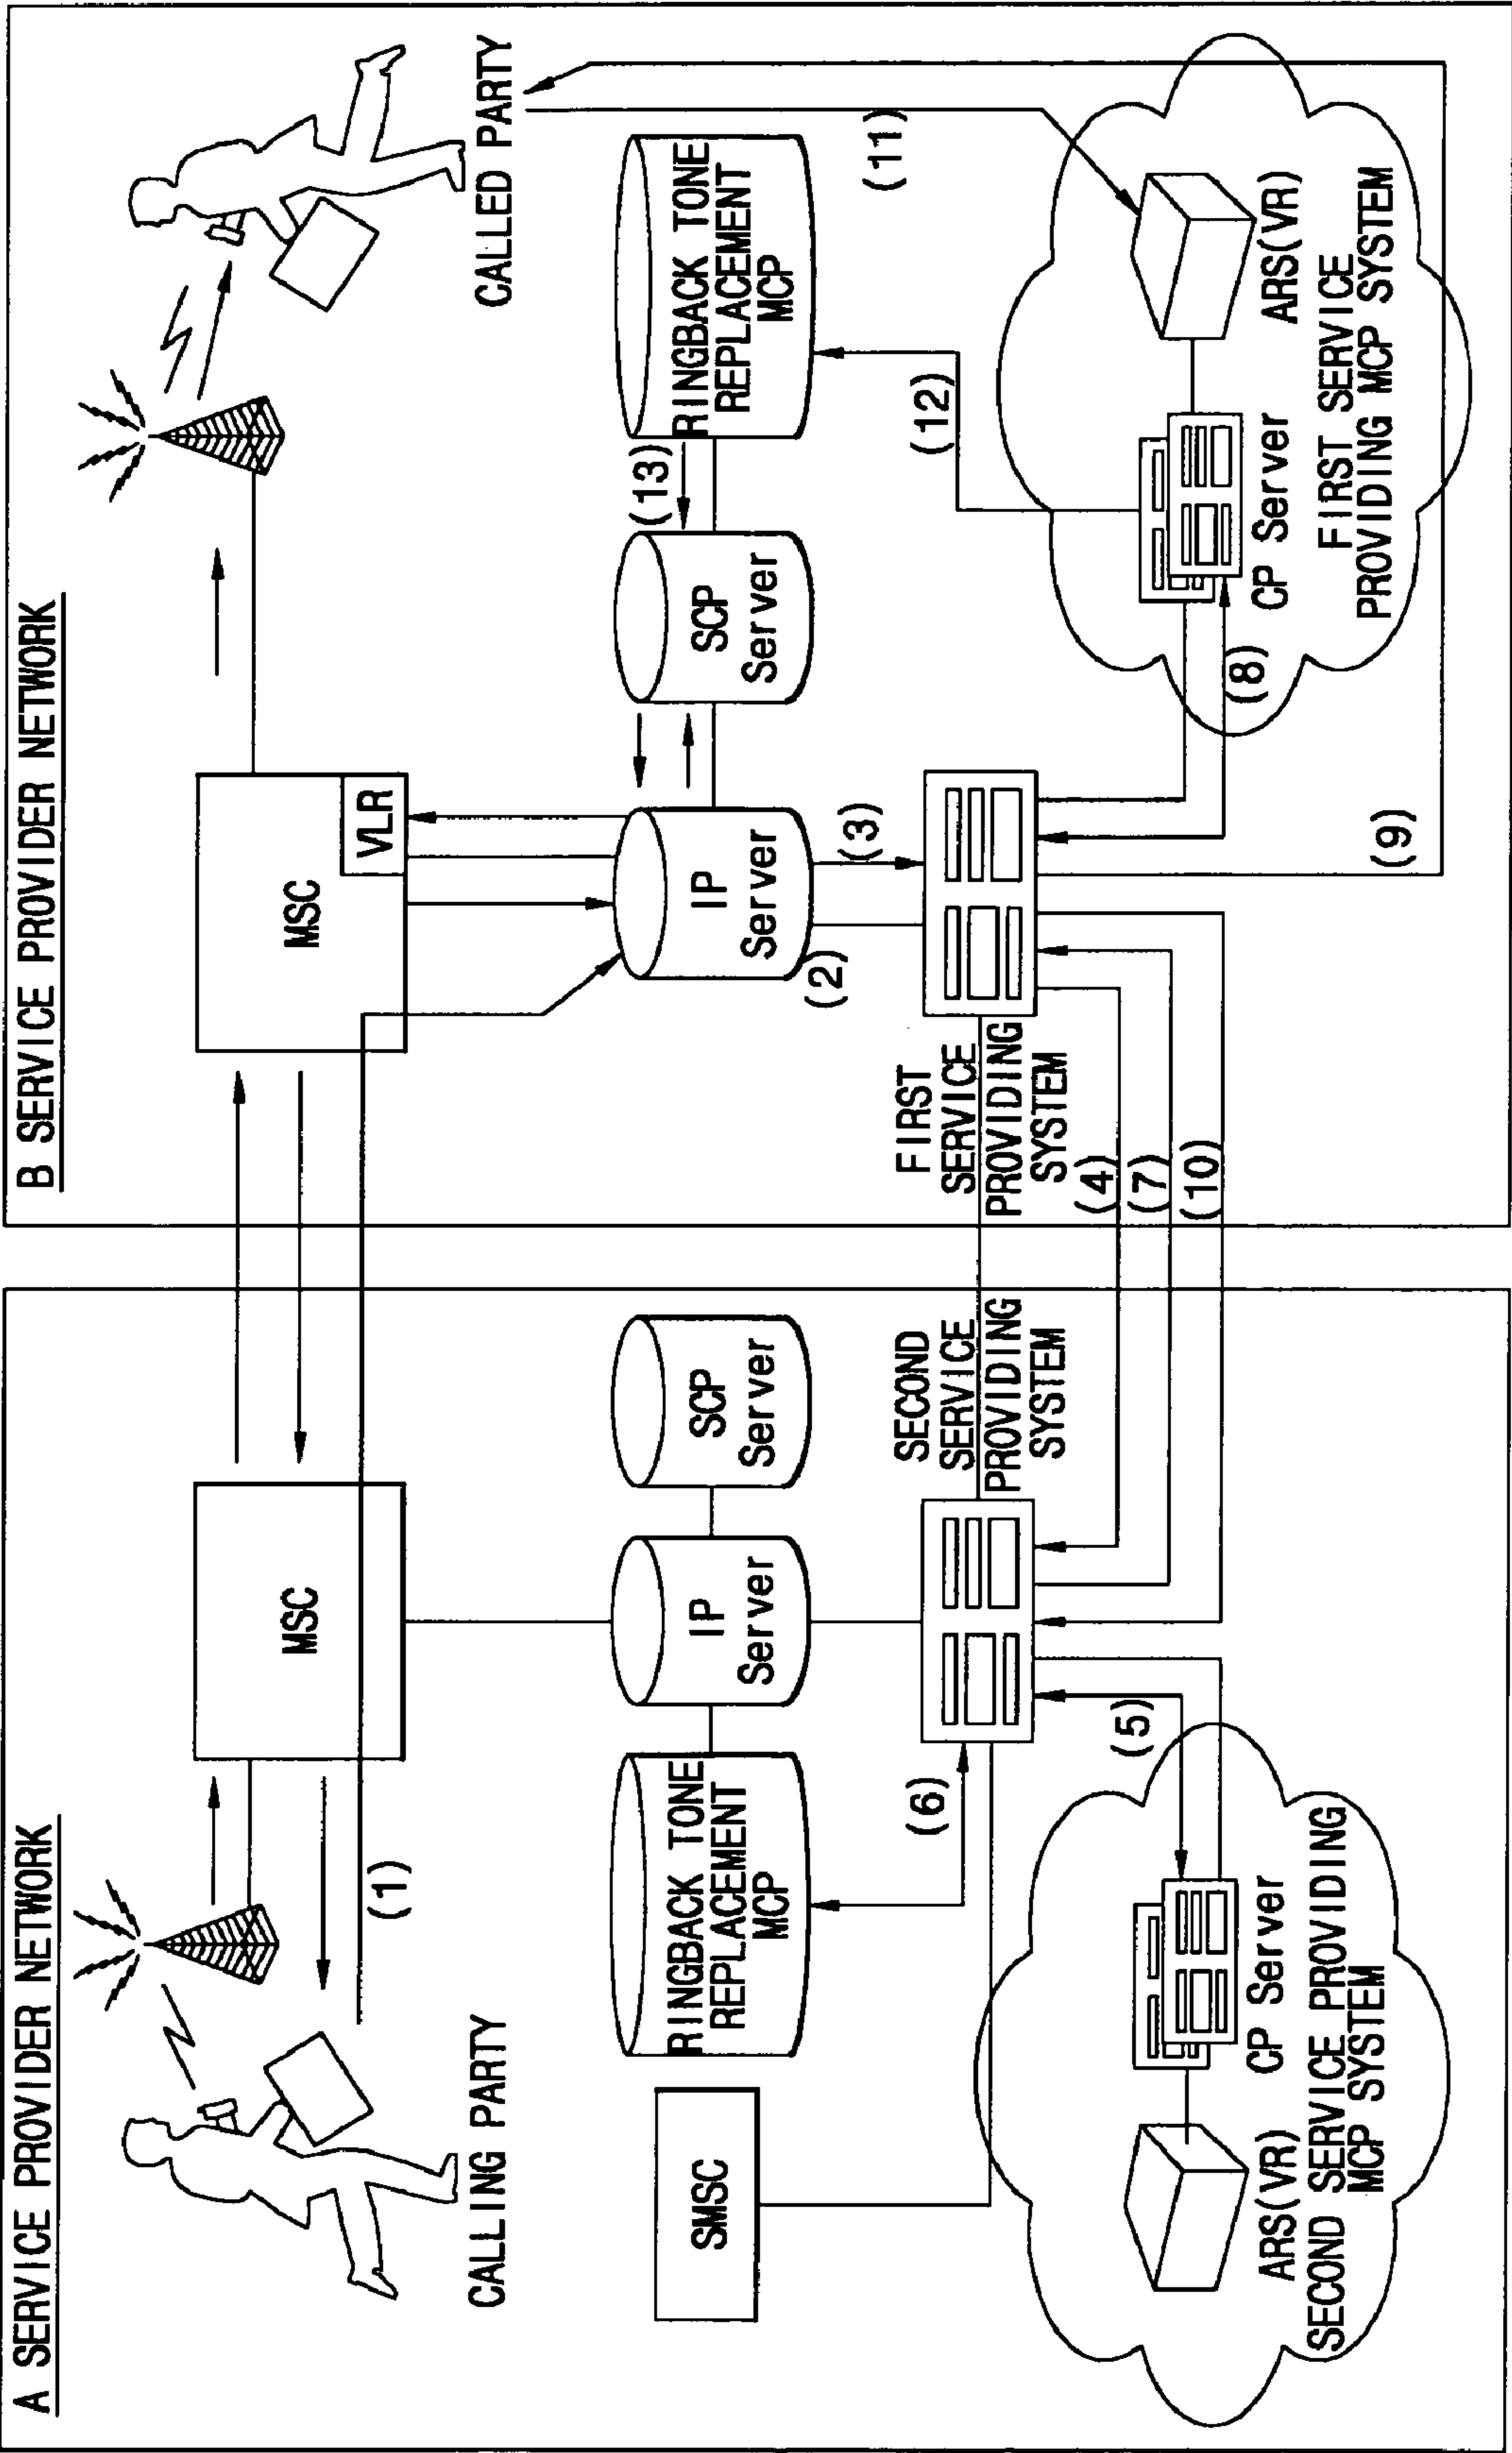 A SERVICE PROVIDER NETWORK
CALLING PARTY
(1)
MSC
SMSC
RINGBACK TONE
REPLACEMENT
MCP
IP
Server
SCP
Server
(6)
SECOND
SERVICE
PROVIDING
SYSTEM
(5)
ARS(VR)
CP Server
SECOND SERVICE PROVIDING
MCP SYSTEM
B SERVICE PROVIDER NETWORK
MSC
VLR
CALLED PARTY
IP
Server
(2)
(3)
SCP
Server
(13)
RINGBACK TONE
REPLACEMENT
MCP
(11)
(12)
FIRST
SERVICE
PROVIDING
SYSTEM
(4)
(7)
(10)
(8)
(9)
CP Server
ARS(VR)
FIRST SERVICE
PROVIDING MCP SYSTEM